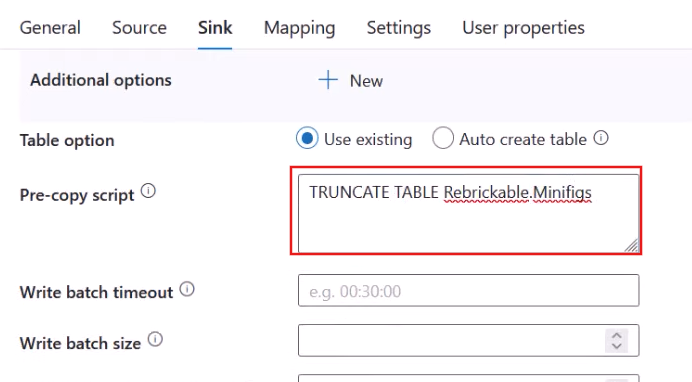 General Source Sink Mapping Settings User properties
Additional options New
Table option Use existing Auto create table
Pre-copy script TRUNCATE TABLE Rebrickable.Minifigs
Write batch timeout e.g. 00:30:00
Write batch size